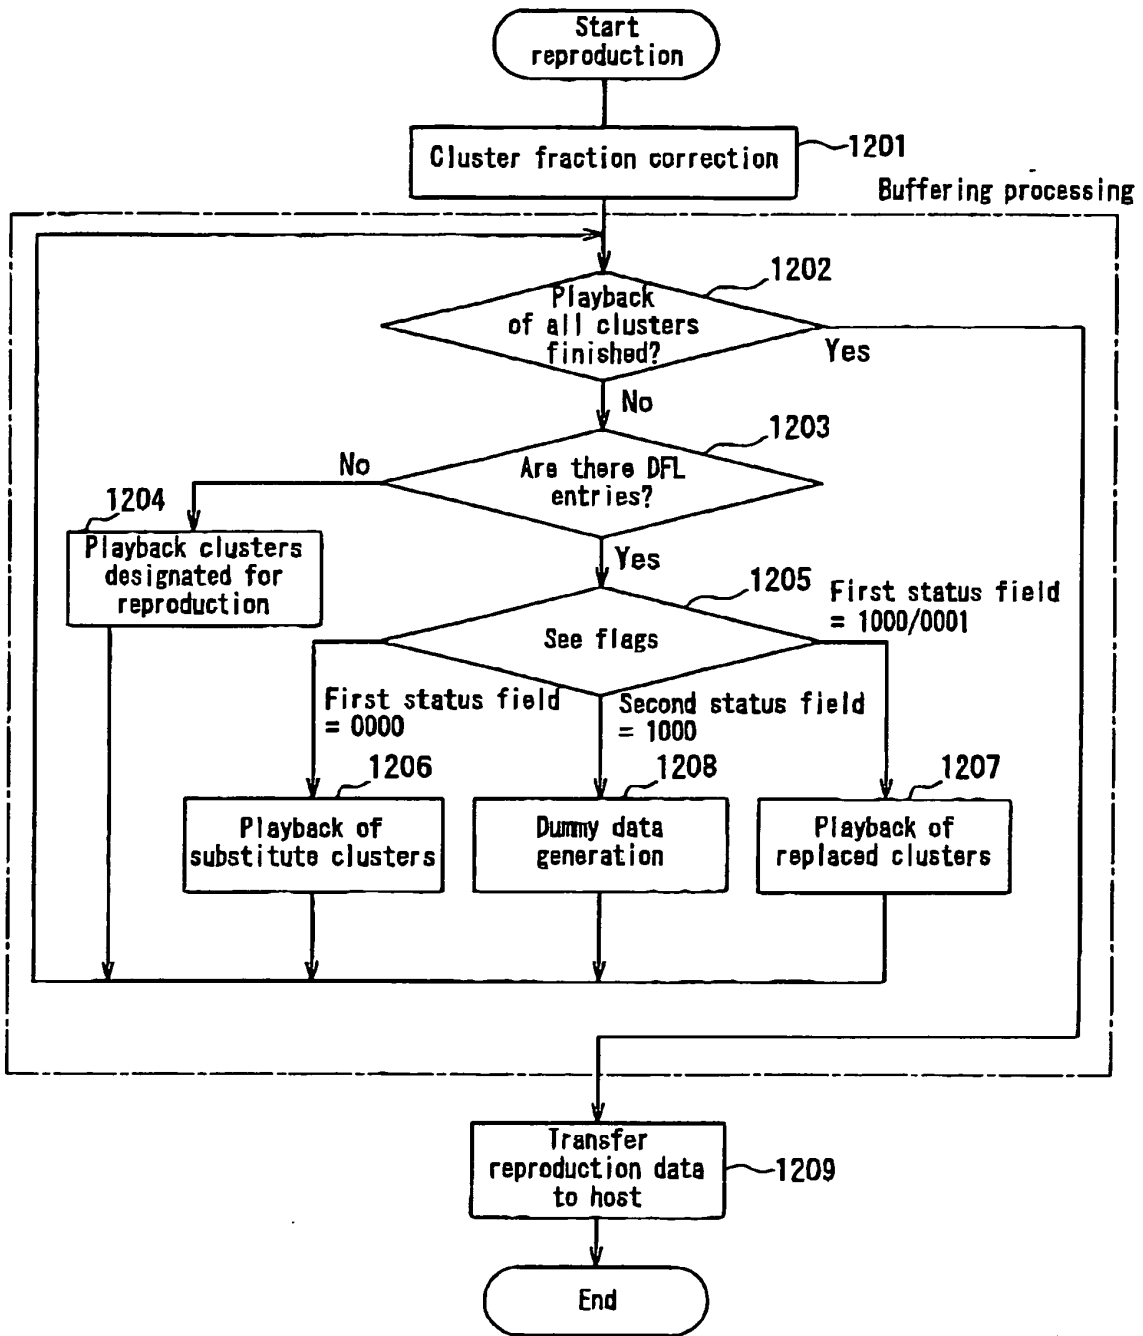 Start
reproduction
Cluster fraction correction
1201
Buffering processing
1202
Playback
of all clusters
finished?
Yes
No
1203
Are there DFL
entries?
No
1204
Playback clusters
designated for
reproduction
Yes
1205
First status field
= 1000/0001
See flags
First status field
= 0000
Second status field
= 1000
1206
1208
1207
Playback of
substitute clusters
Dummy data
generation
Playback of
replaced clusters
Transfer
reproduction data
to host
1209
End